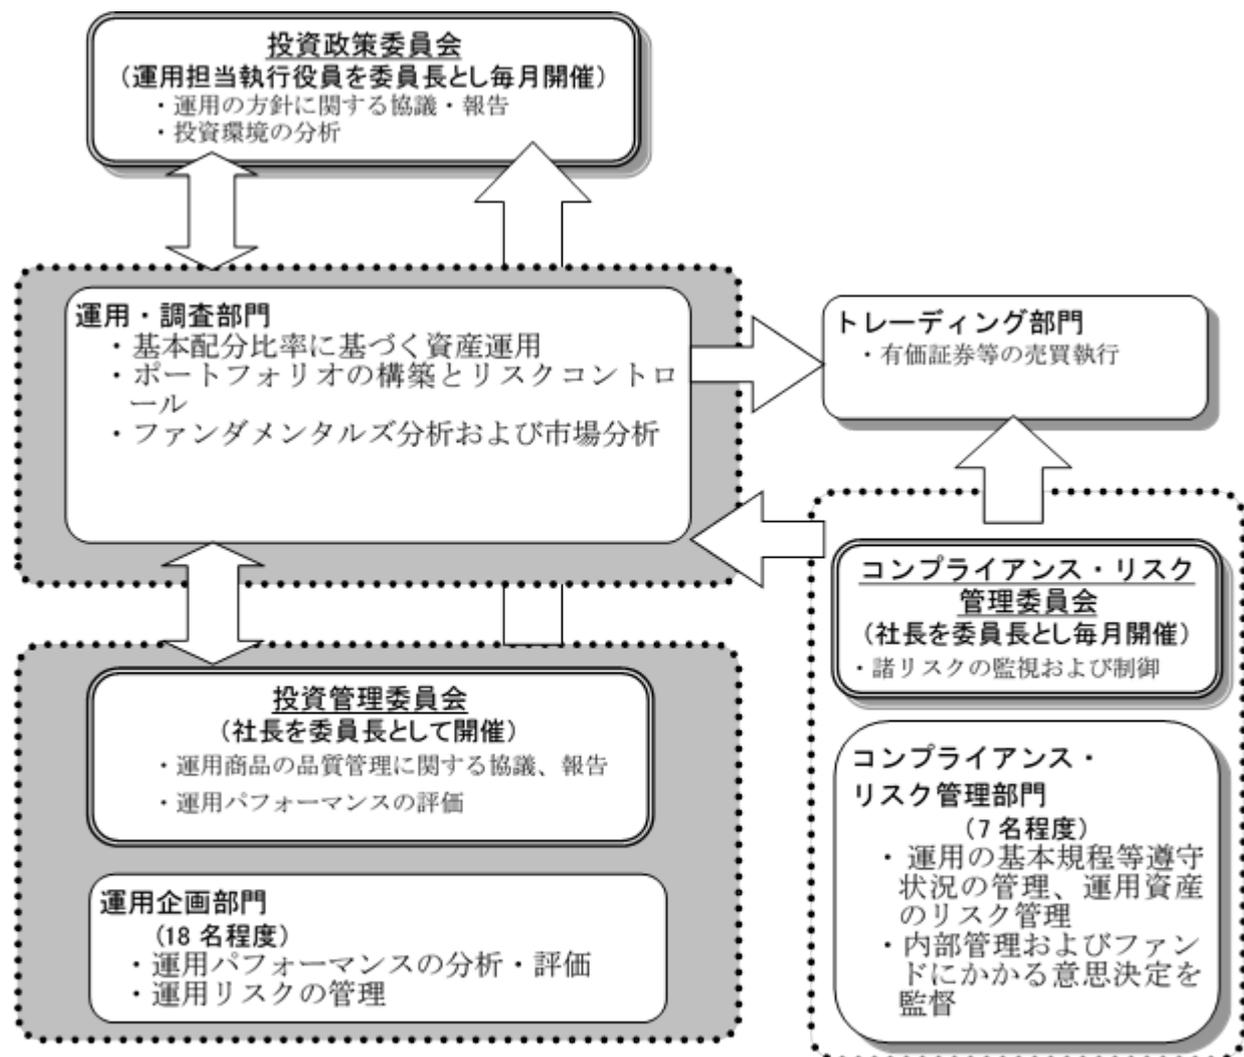 投資政策委員会
（運用担当執行役員を委員長とし毎月開催）
・運用の方針に関する協議・報告
・投資環境の分析
運用・調査部門
・基本配分比率に基づく資産運用
・ポートフォリオの構築とリスクコントロ
ール
・ファンダメンタルズ分析および市場分析
トレーディング部門
・有価証券等の売買執行
コンプライアンス・リスク
管理委員会
（社長を委員長とし毎月開催）
・諸リスクの監視および制御
投資管理委員会
（社長を委員長として開催）
・運用商品の品質管理に関する協議、報告
・運用パフォーマンスの評価
運用企画部門
（18 名程度）
・運用パフォーマンスの分析・評価
・運用リスクの管理
コンプライアンス・
リスク管理部門
（7 名程度）
・運用の基本規程等遵守
状況の管理、運用資産
のリスク管理
・内部管理およびファン
ドにかかる意思決定を
監督